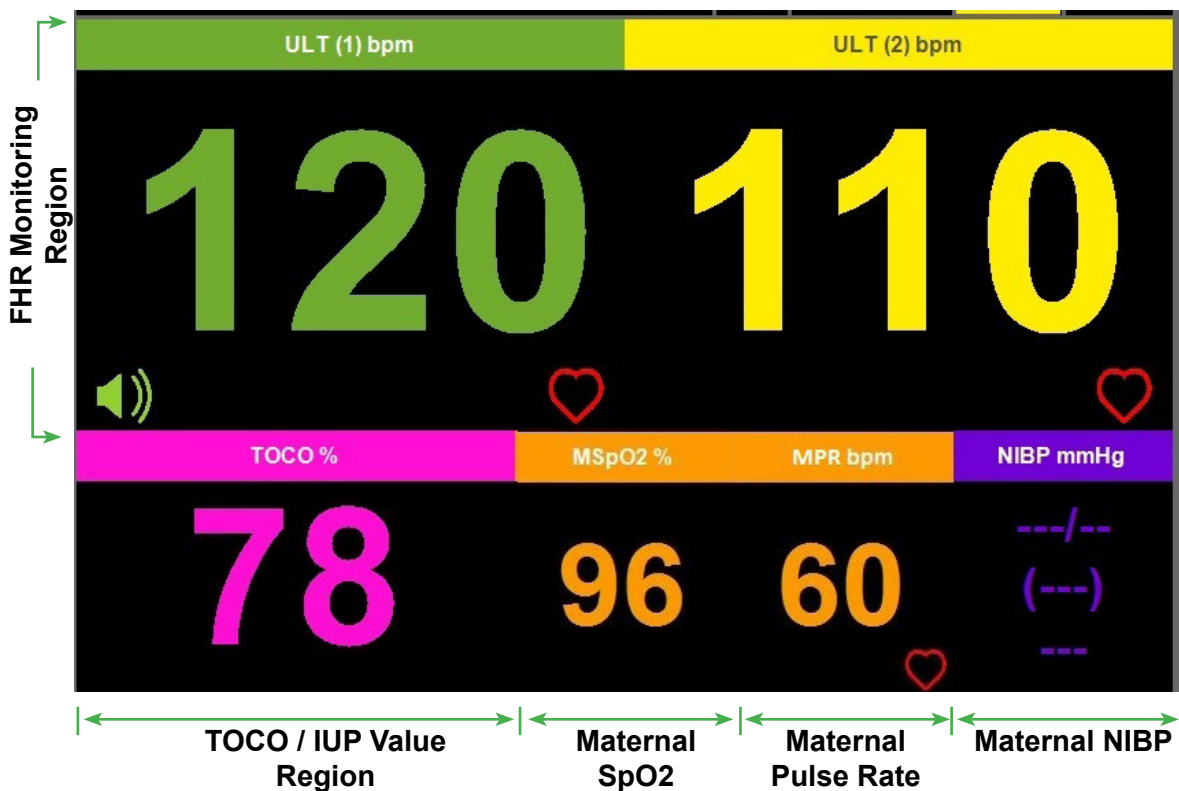 FHR Monitoring
Region
ULT (1) bpm
ULT (2) bpm
120
110
TOCO %
MSpO2 %
MPR bpm
NIBP mmHg
78
96
60
---/--
(---)
---
TOCO / IUP Value
Region
Maternal
SpO2
Maternal
Pulse Rate
Maternal NIBP